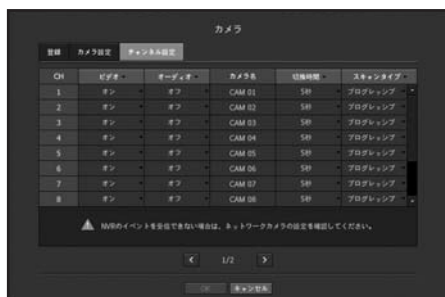 カメラ
登録 カメラ設定 チャンネル設定
CH ビデオ オーディオ カメラ名 切換時間 スキャンタイプ
1 オン オフ CAM 01 5秒 プログレッシブ
2 オン オフ CAM 02 5秒 プログレッシブ
3 オン オフ CAM 03 5秒 プログレッシブ
4 オン オフ CAM 04 5秒 プログレッシブ
5 オン オフ CAM 05 5秒 プログレッシブ
6 オン オフ CAM 06 5秒 プログレッシブ
7 オン オフ CAM 07 5秒 プログレッシブ
8 オン オフ CAM 08 5秒 プログレッシブ
NVRのイベントを受信できない場合は、ネットワークカメラの設定を確認してください。
< 1/2 >
OK キャンセル